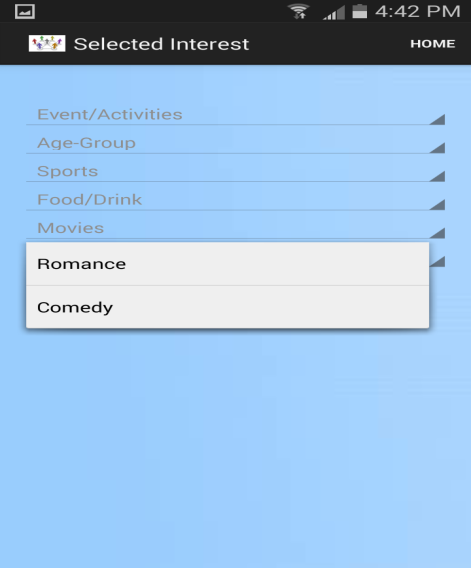 4:42 PM
Selected Interest
HOME
Event/Activities
Age-Group
Sports
Food/Drink
Movies
Romance
Comedy